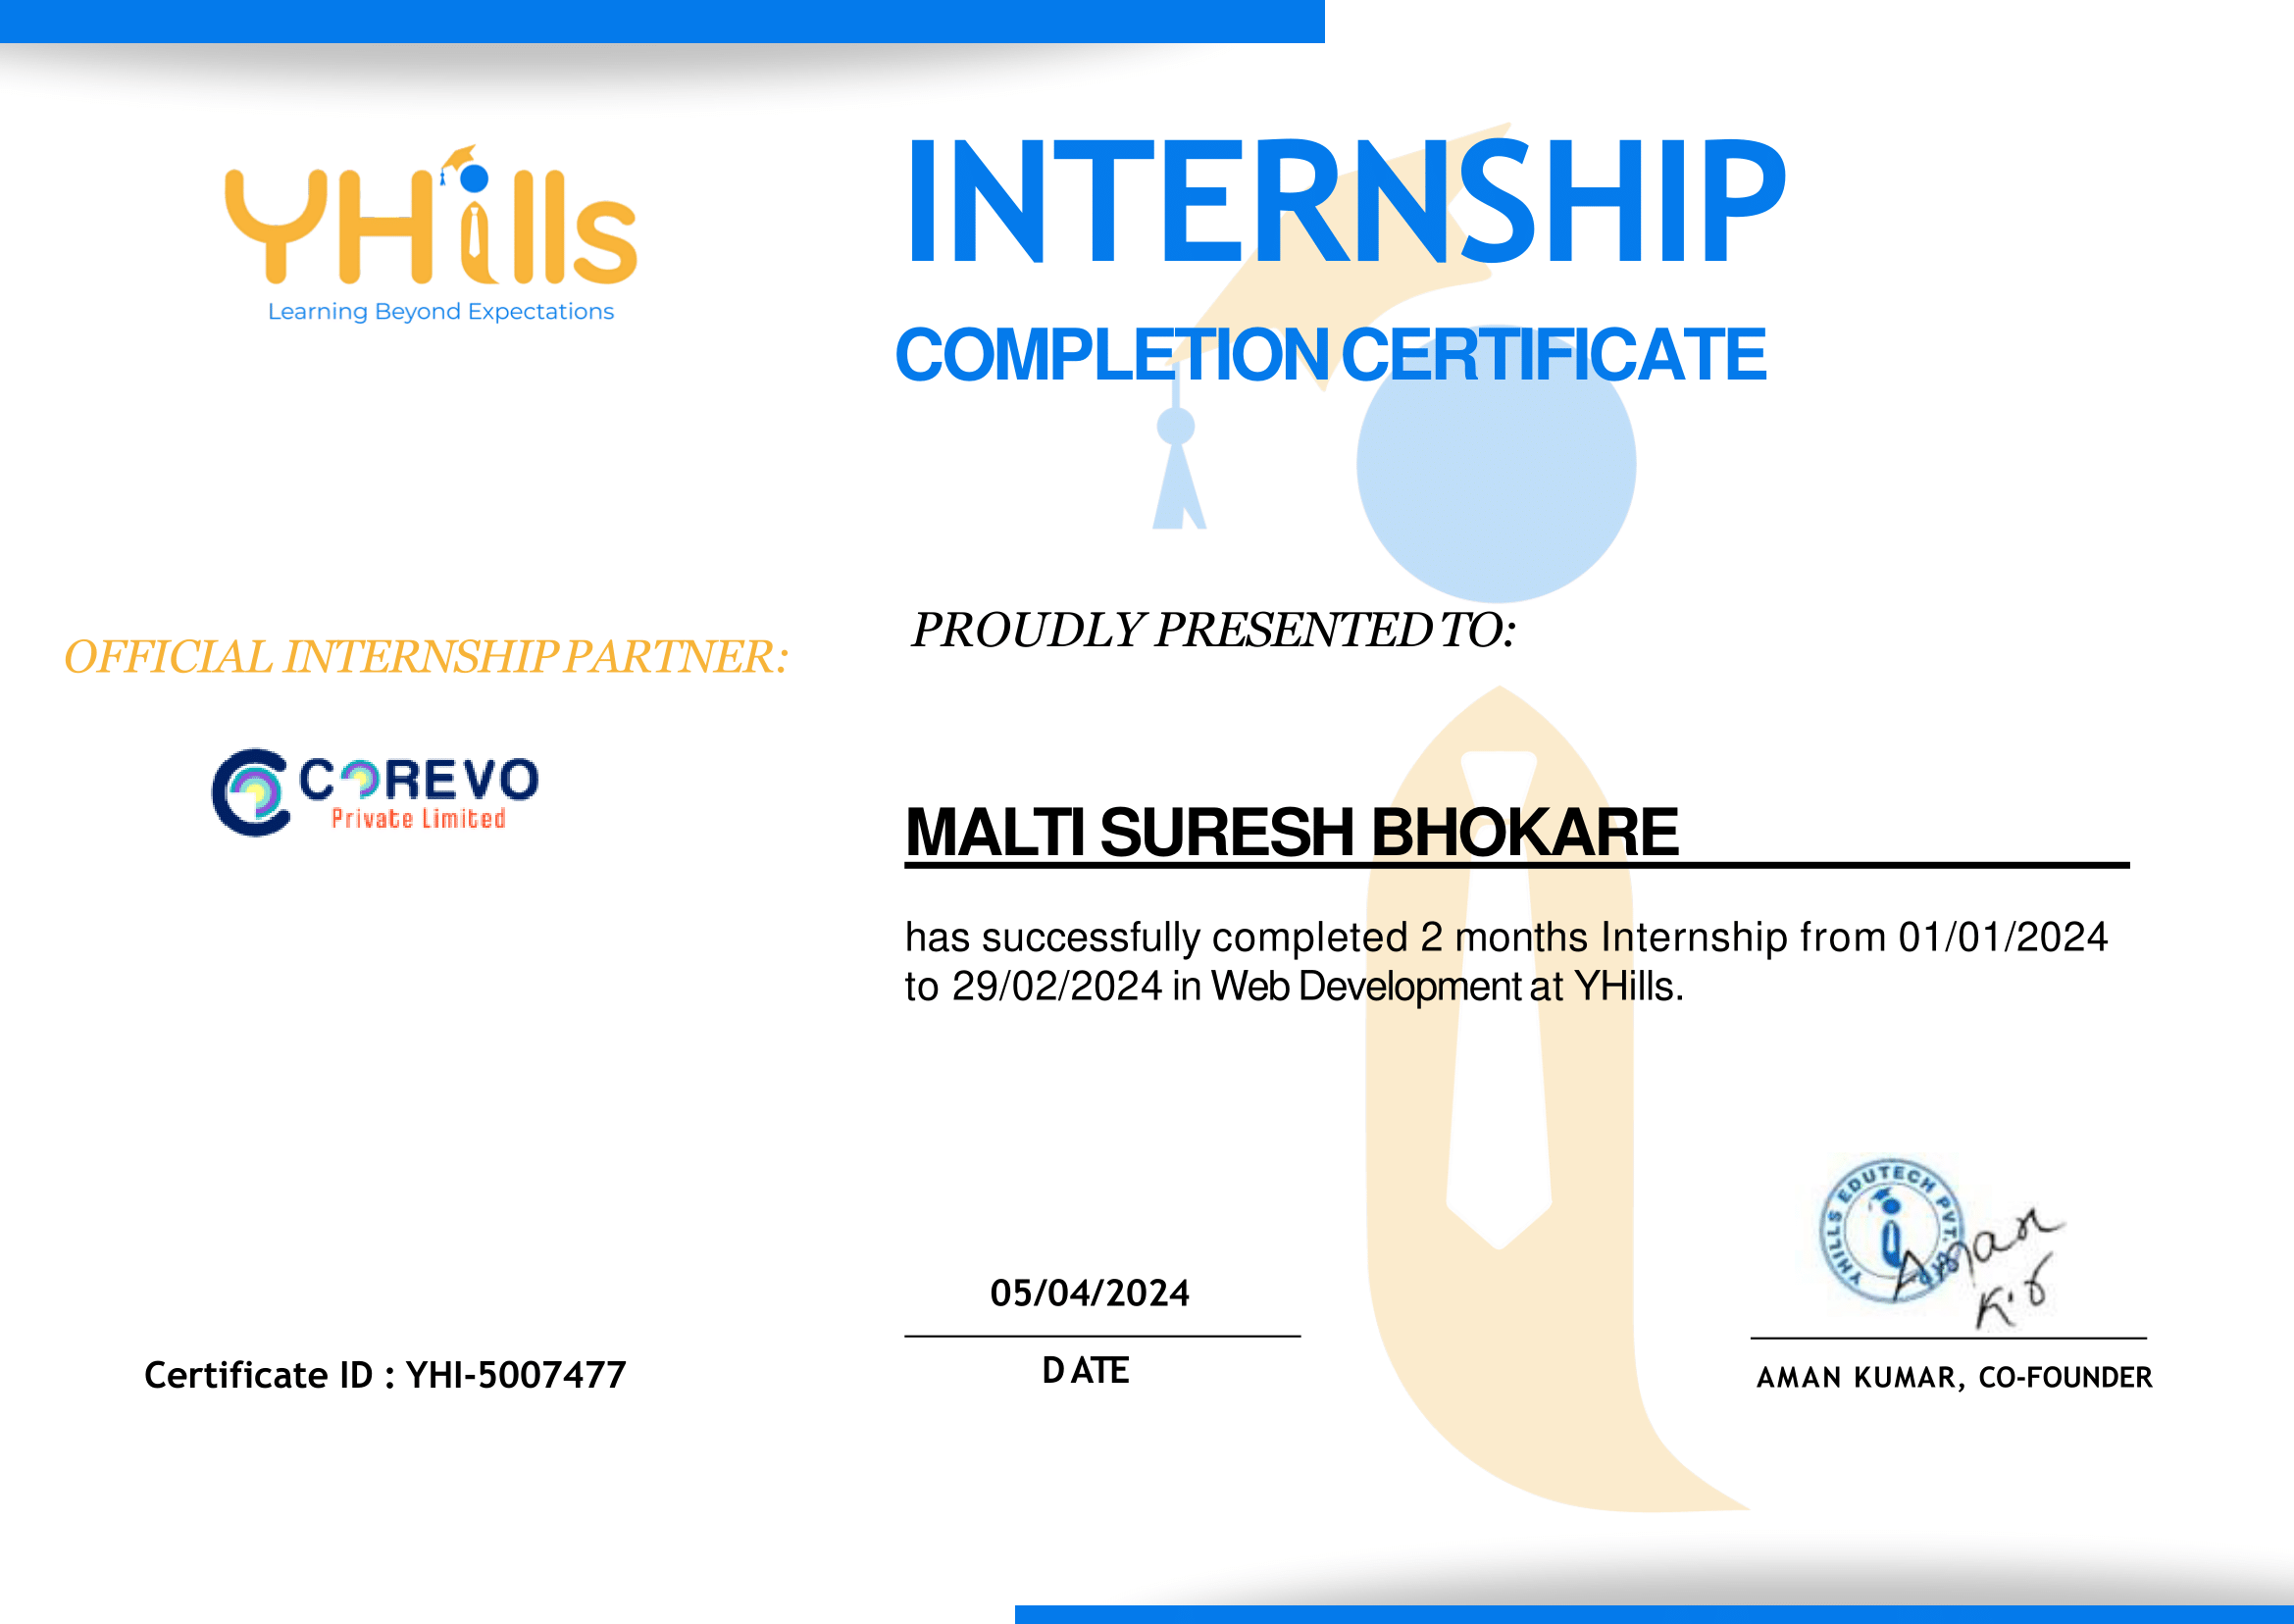 YHills
Learning Beyond Expectations
INTERNSHIP
COMPLETION CERTIFICATE
OFFICIAL INTERNSHIP PARTNER:
COREVO
Private Limited
PROUDLY PRESENTED TO:
MALTI SURESH BHOKARE
has successfully completed 2 months Internship from 01/01/2024
to 29/02/2024 in Web Development at YHills.
YHILLS EDUTECH PVT.
Aman
05/04/2024
DATE
AMAN KUMAR, CO-FOUNDER
Certificate ID : YHI-5007477